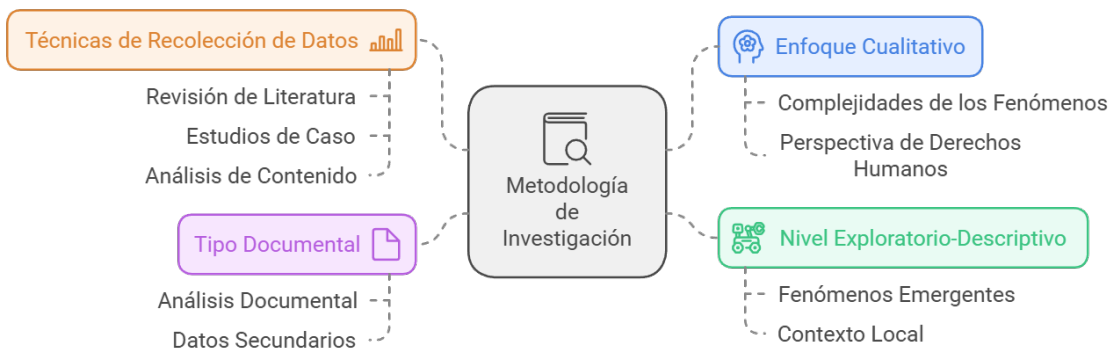 Técnicas de Recolección de Datos
Revisión de Literatura
Estudios de Caso
Análisis de Contenido
Tipo Documental
Análisis Documental
Datos Secundarios
Metodología
de
Investigación
Enfoque Cualitativo
Complejidades de los Fenómenos
Perspectiva de Derechos
Humanos
Nivel Exploratorio-Descriptivo
Fenómenos Emergentes
Contexto Local